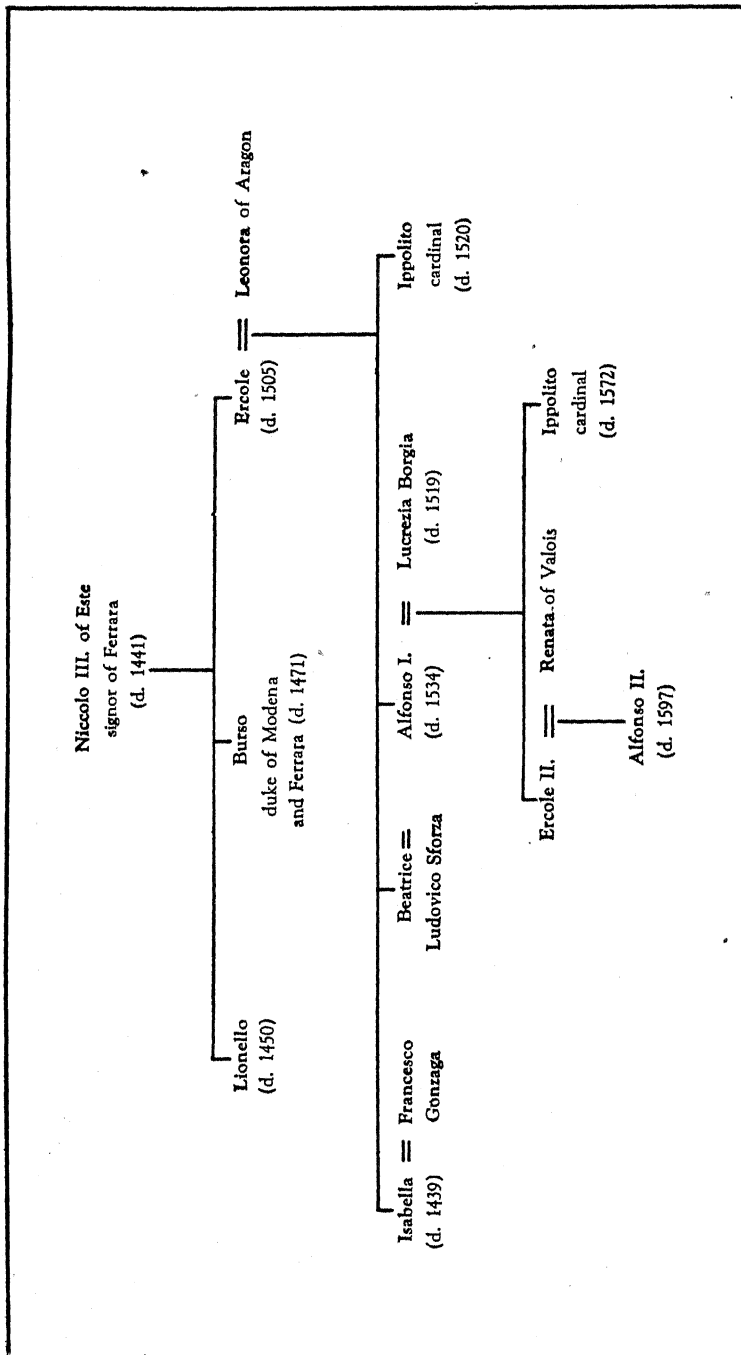 Niccolo III. of Este
signor of Ferrara
(d. 1441)
Lionello
(d. 1450)
Burso
duke of Modena
and Ferrara (d. 1471)
Ercole = Leonora of Aragon
(d. 1505)
Isabella = Francesco
(d. 1439) Gonzaga
Beatrice =
Ludovico Sforza
Alfonso I. = Lucrezia Borgia
(d. 1534) (d. 1519)
Ippolito
cardinal
(d. 1520)
Ercole II. = Renata of Valois
Ippolito
cardinal
(d. 1572)
Alfonso II.
(d. 1597)